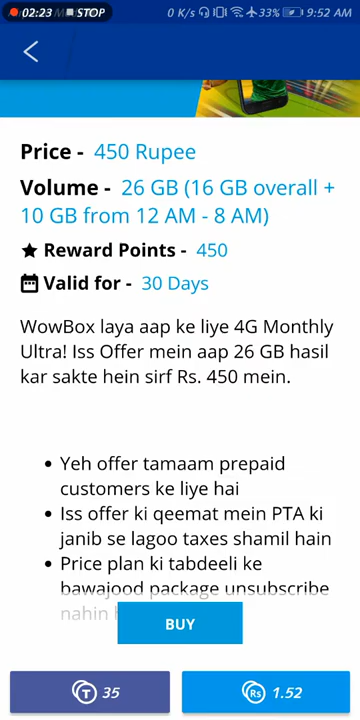 02:23 STOP 0 K/s 33% 9:52 AM
Price - 450 Rupee
Volume - 26 GB (16 GB overall +
10 GB from 12 AM - 8 AM)
Reward Points - 450
Valid for - 30 Days
WowBox laya aap ke liye 4G Monthly
Ultra! Iss Offer mein aap 26 GB hasil
kar sakte hein sirf Rs. 450 mein.
• Yeh offer tamaam prepaid
customers ke liye hai
• Iss offer ki qeemat mein PTA ki
janib se lagoo taxes shamil hain
• Price plan ki tabdeeli ke
bawajood package unsubscribe
nahin
BUY
T 35
Rs 1.52